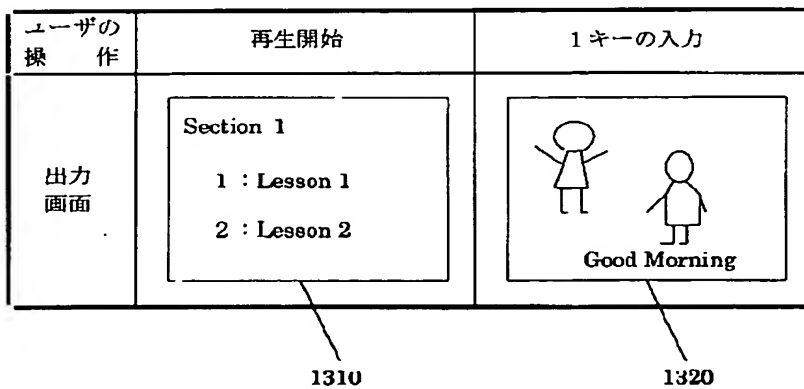 ユーザの
操 作
再生開始
1キーの入力
出力
画面
Section 1
1 : Lesson 1
2 : Lesson 2
Good Morning
1310
1320